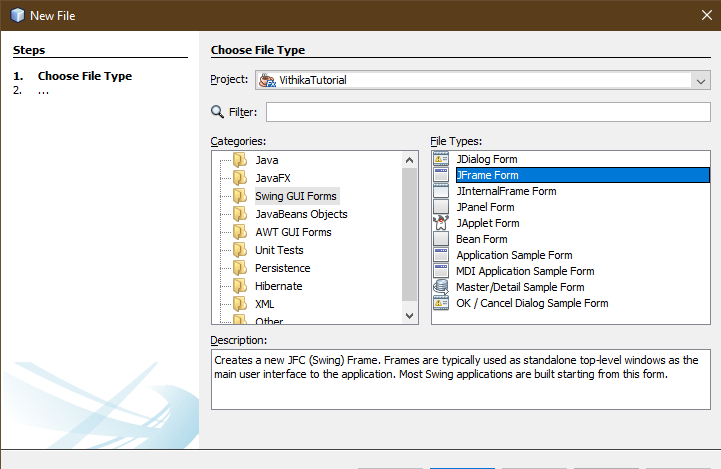 New File
Steps
1. Choose File Type
2. ...
Choose File Type
Project: VithikaTutorial
Filter:
Categories:
Java
JavaFX
Swing GUI Forms
JavaBeans Objects
AWT GUI Forms
Unit Tests
Persistence
Hibernate
XML
Other
File Types:
JDialog Form
JFrame Form
JInternalFrame Form
JPanel Form
JApplet Form
Bean Form
Application Sample Form
MDI Application Sample Form
Master/Detail Sample Form
OK / Cancel Dialog Sample Form
Description:
Creates a new JFC (Swing) Frame. Frames are typically used as standalone top-level windows as the
main user interface to the application. Most Swing applications are built starting from this form.